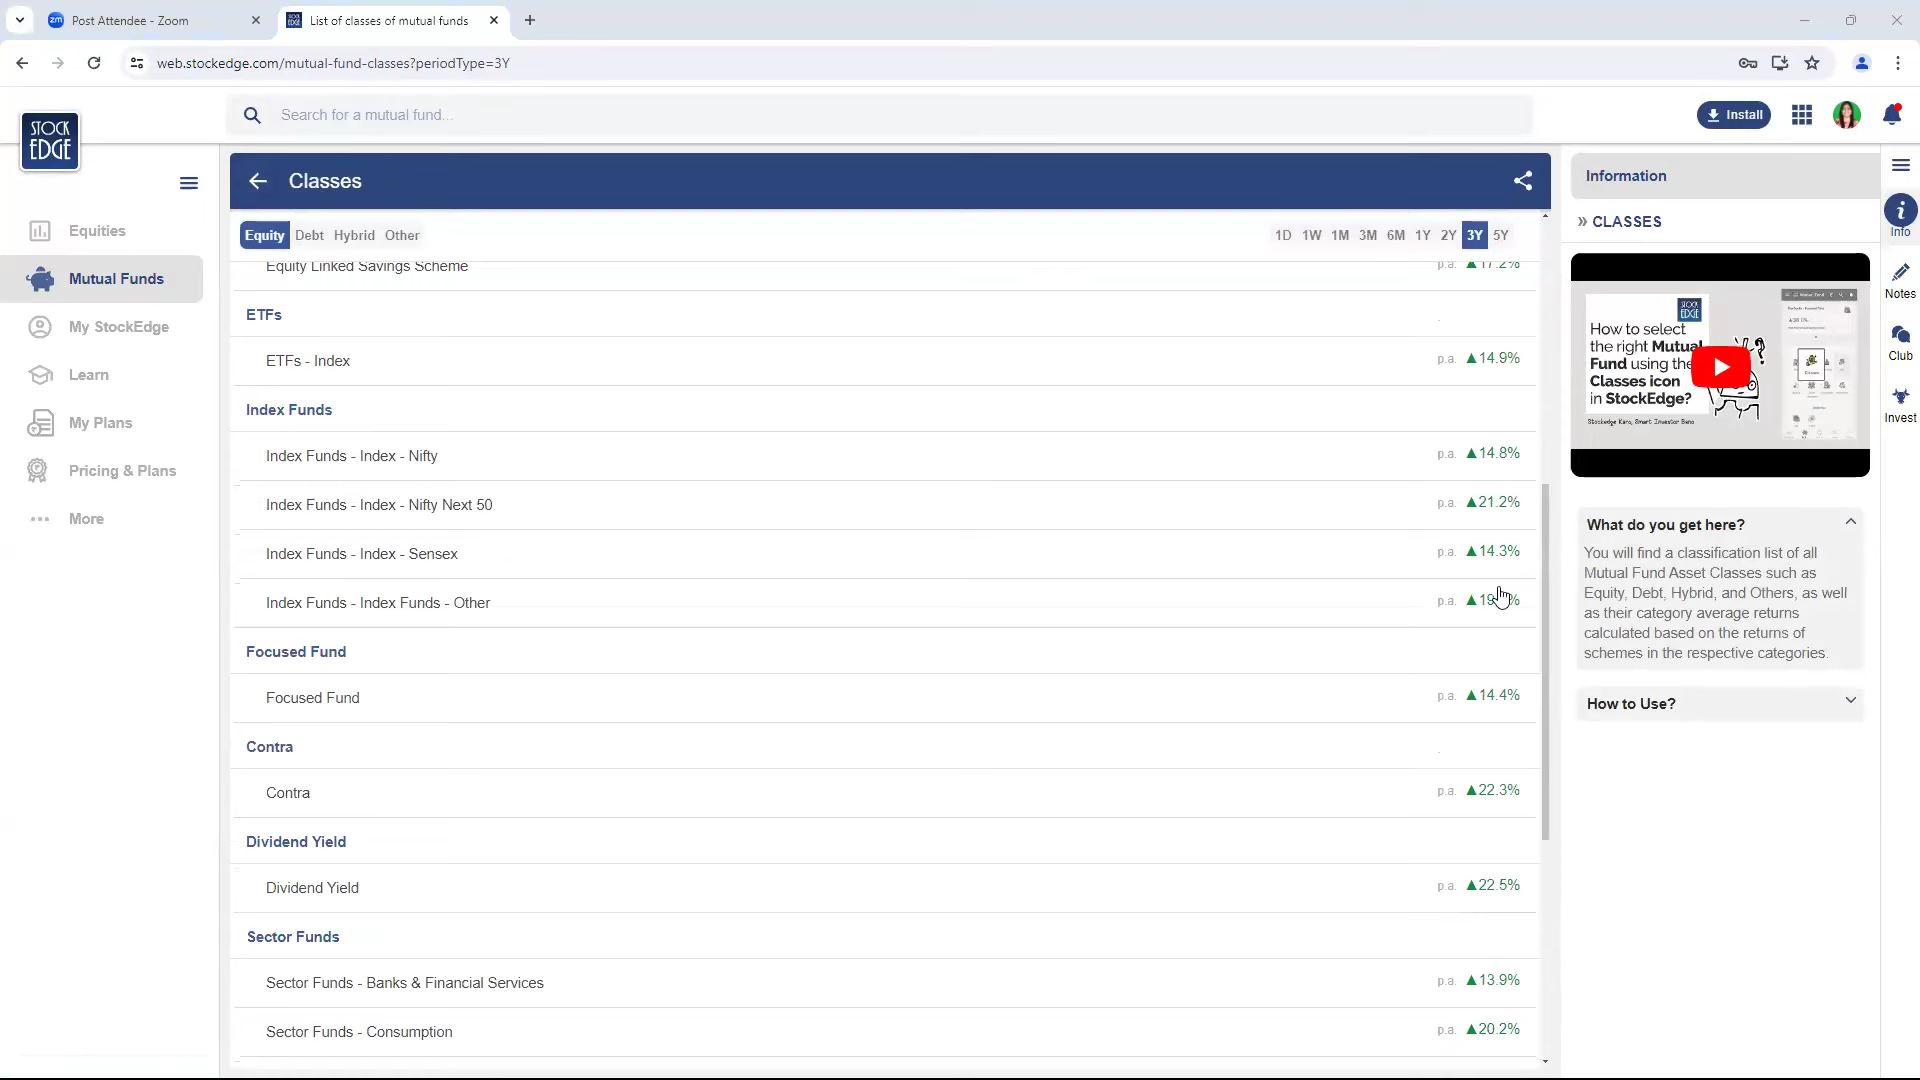 Post Attendee - Zoom
List of classes of mutual funds
web.stockedge.com/mutual-fund-classes?periodType=3Y
STOCK EDGE
Search for a mutual fund...
Install
Equities
Mutual Funds
My StockEdge
Learn
My Plans
Pricing & Plans
More
Classes
Equity Debt Hybrid Other
1D 1W 1M 3M 6M 1Y 2Y 3Y 5Y
Equity Linked Savings Scheme p.a. ▲17.2%
ETFs
ETFs - Index p.a. ▲14.9%
Index Funds
Index Funds - Index - Nifty p.a. ▲14.8%
Index Funds - Index - Nifty Next 50 p.a. ▲21.2%
Index Funds - Index - Sensex p.a. ▲14.3%
Index Funds - Index Funds - Other p.a.
Focused Fund
Focused Fund p.a. ▲14.4%
Contra
Contra p.a. ▲22.3%
Dividend Yield
Dividend Yield p.a. ▲22.5%
Sector Funds
Sector Funds - Banks & Financial Services p.a. ▲13.9%
Sector Funds - Consumption p.a. ▲20.2%
Information
» CLASSES
How to select
the right Mutual
Fund using the
Classes icon
in StockEdge?
Stockedge Karo, Smart Investor Bano
What do you get here?
You will find a classification list of all
Mutual Fund Asset Classes such as
Equity, Debt, Hybrid, and Others, as well
as their category average returns
calculated based on the returns of
schemes in the respective categories.
How to Use?
Info
Notes
Club
Invest